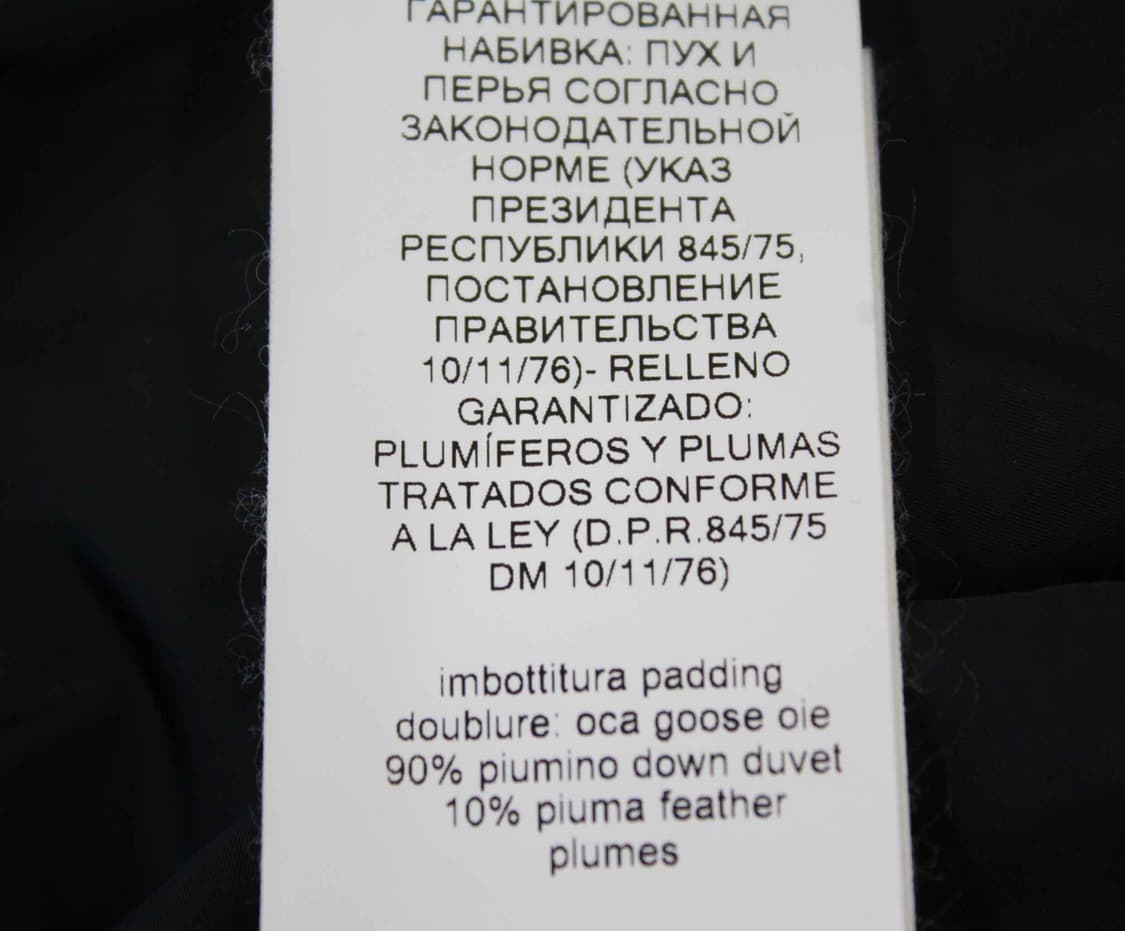 ГАРАНТИРОВАННАЯ
НАБИВКА: ПУХ И
ПЕРЬЯ СОГЛАСНО
ЗАКОНОДАТЕЛЬНОЙ
НОРМЕ (УКАЗ
ПРЕЗИДЕНТА
РЕСПУБЛИКИ 845/75,
ПОСТАНОВЛЕНИЕ
ПРАВИТЕЛЬСТВА
10/11/76)- RELLENO
GARANTIZADO:
PLUMÍFEROS Y PLUMAS
TRATADOS CONFORME
A LA LEY (D.P.R.845/75
DM 10/11/76)
imbottitura padding
doublure: oca goose oie
90% piumino down duvet
10% piuma feather
plumes